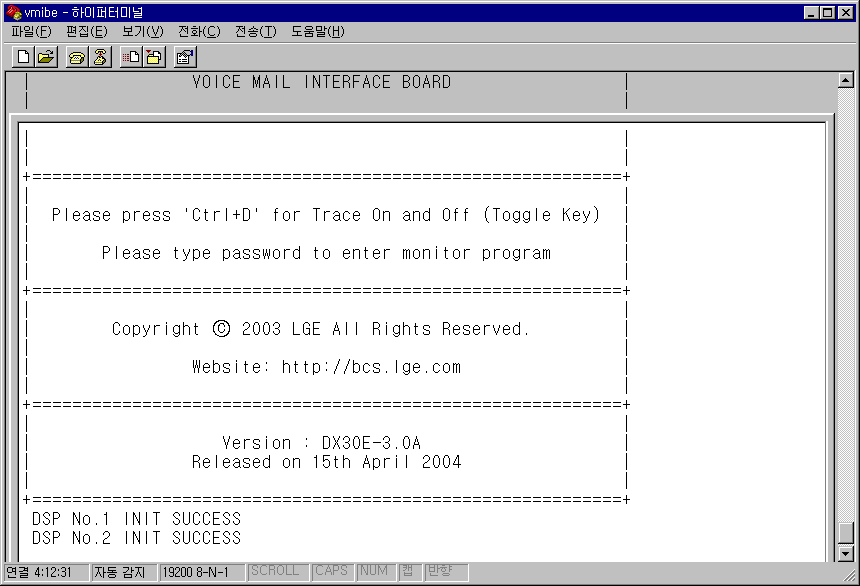 vmibe - 하이퍼터미널
파일(F) 편집(E) 보기(V) 전화(C) 전송(T) 도움말(H)
VOICE MAIL INTERFACE BOARD
+===========================================================+
Please press 'Ctrl+D' for Trace On and Off (Toggle Key)
Please type password to enter monitor program
+===========================================================+
Copyright ⓒ 2003 LGE All Rights Reserved.
Website: http://bcs.lge.com
+===========================================================+
Version : DX30E-3.0A
Released on 15th April 2004
+===========================================================+
DSP No.1 INIT SUCCESS
DSP No.2 INIT SUCCESS
연결 4:12:31 자동 감지 19200 8-N-1 SCROLL CAPS NUM 캡 반향